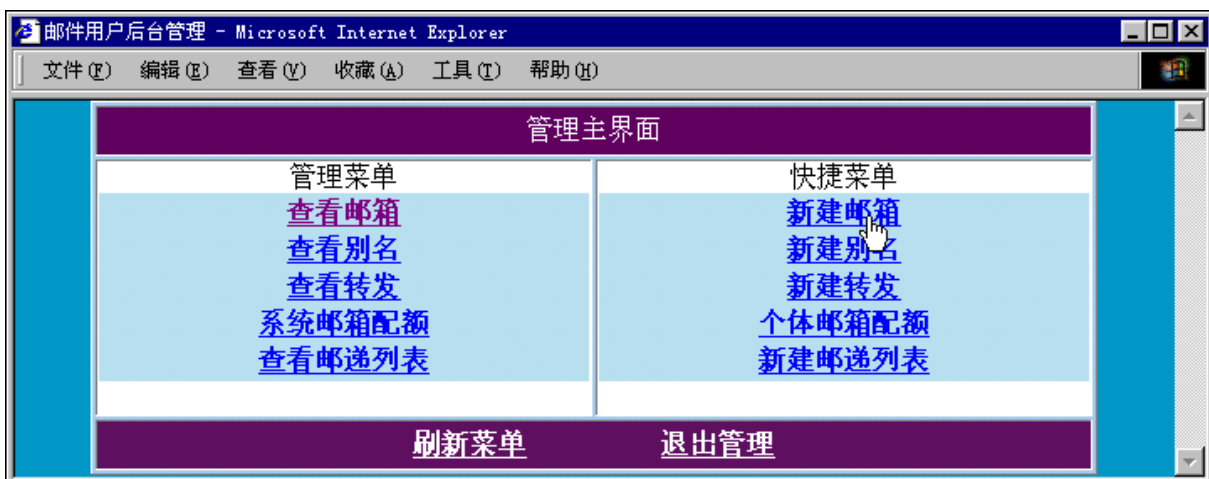 邮件用户后台管理 - Microsoft Internet Explorer
文件(F) 编辑(E) 查看(V) 收藏(A) 工具(T) 帮助(H)
管理主界面
管理菜单
查看邮箱
查看别名
查看转发
系统邮箱配额
查看邮递列表
快捷菜单
新建邮箱
新建别名
新建转发
个体邮箱配额
新建邮递列表
刷新菜单 退出管理